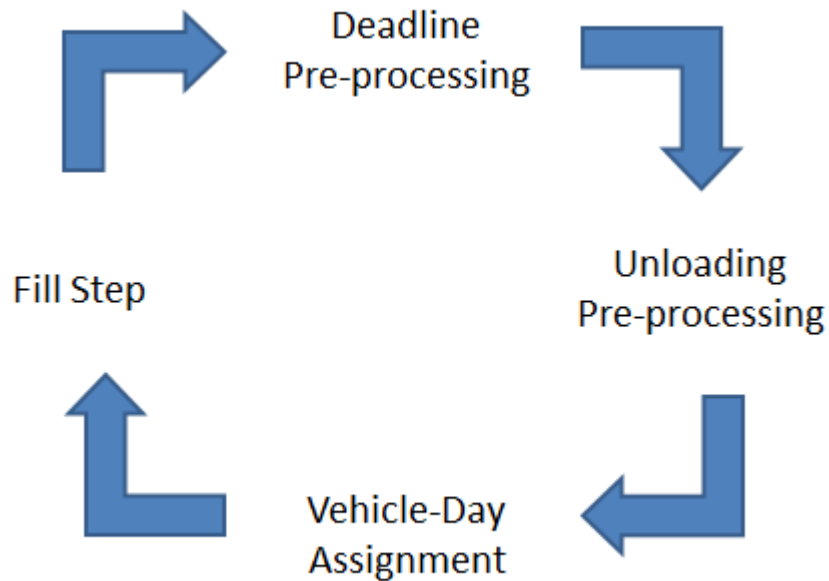 Deadline
Pre-processing
Unloading
Pre-processing
Fill Step
Vehicle-Day
Assignment